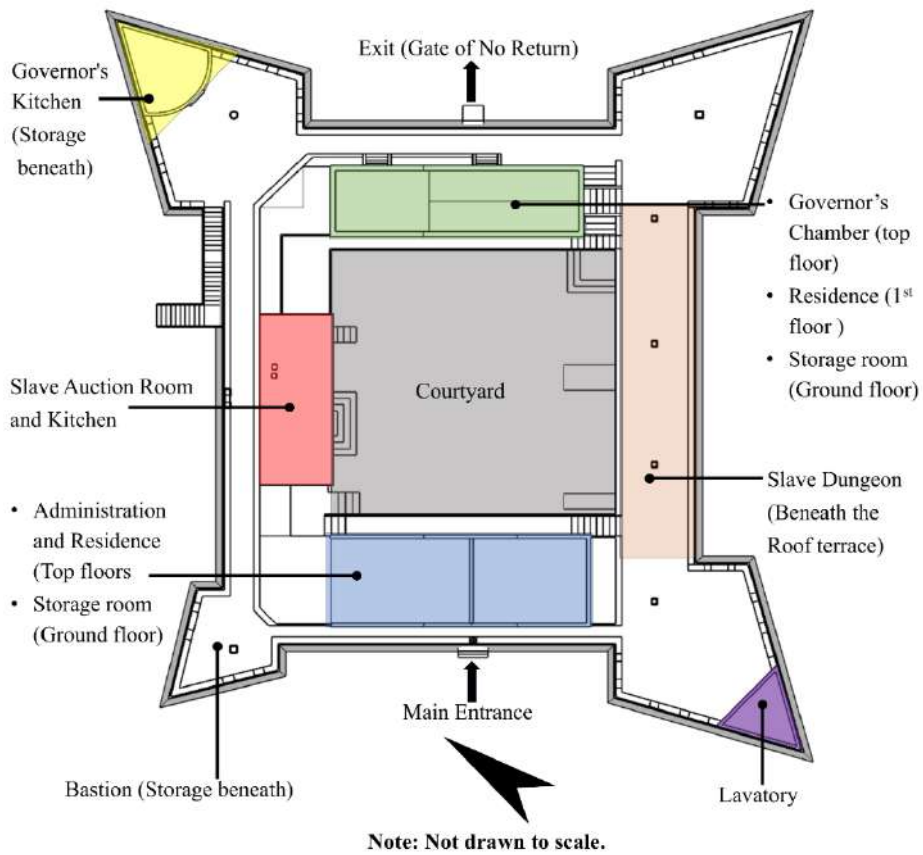 Exit (Gate of No Return)
Governor's
Kitchen
(Storage
beneath)
• Governor's
Chamber (top
floor)
• Residence (1st
floor )
• Storage room
(Ground floor)
Slave Auction Room
and Kitchen
Courtyard
Slave Dungeon
(Beneath the
Roof terrace)
• Administration
and Residence
(Top floors
• Storage room
(Ground floor)
Main Entrance
Bastion (Storage beneath)
Lavatory
Note: Not drawn to scale.